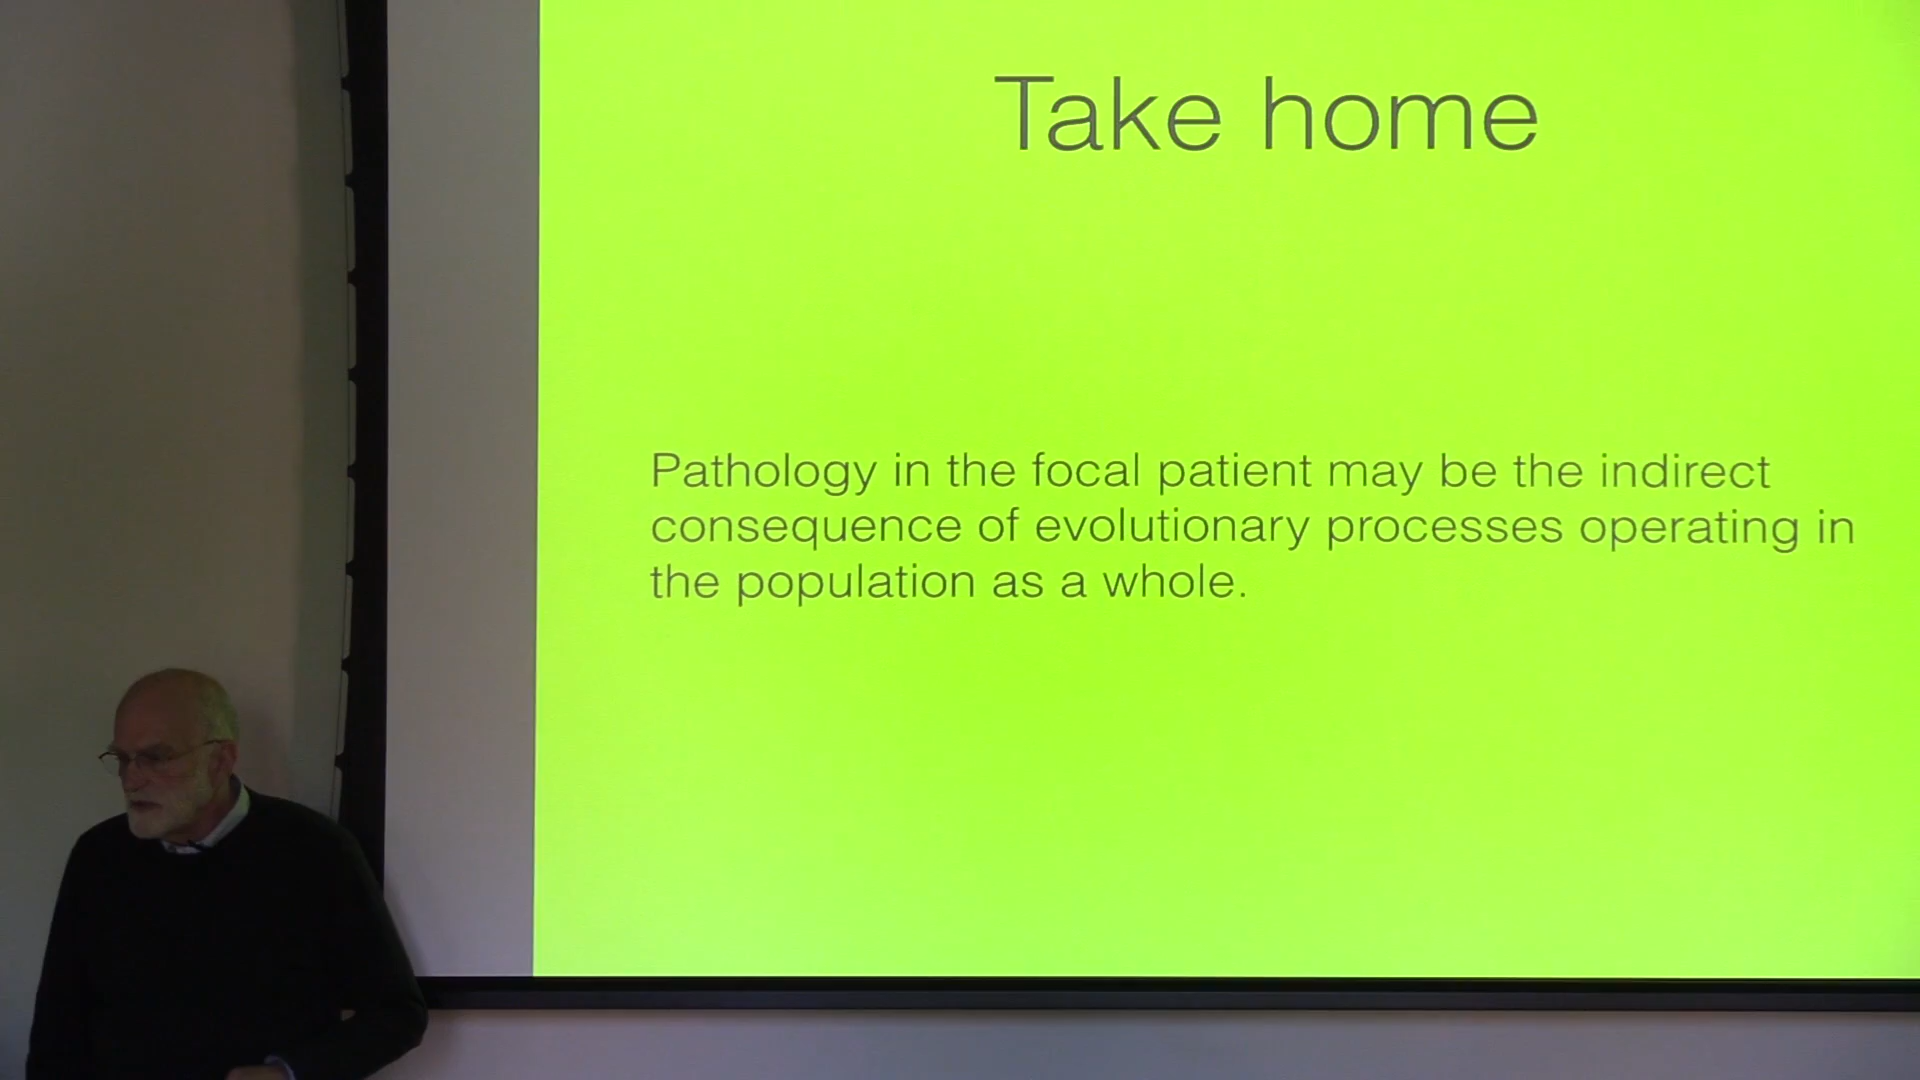 Take home
Pathology in the focal patient may be the indirect
consequence of evolutionary processes operating in
the population as a whole.